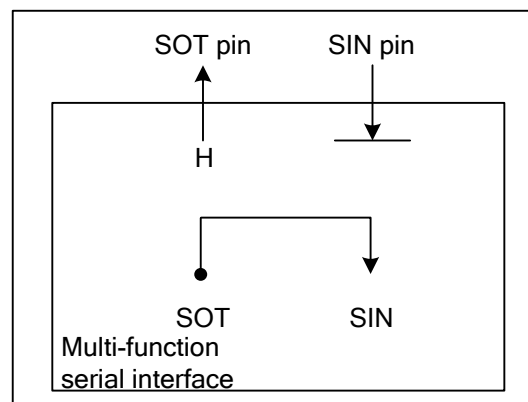 SOT pin
SIN pin
H
SOT
SIN
Multi-function
serial interface